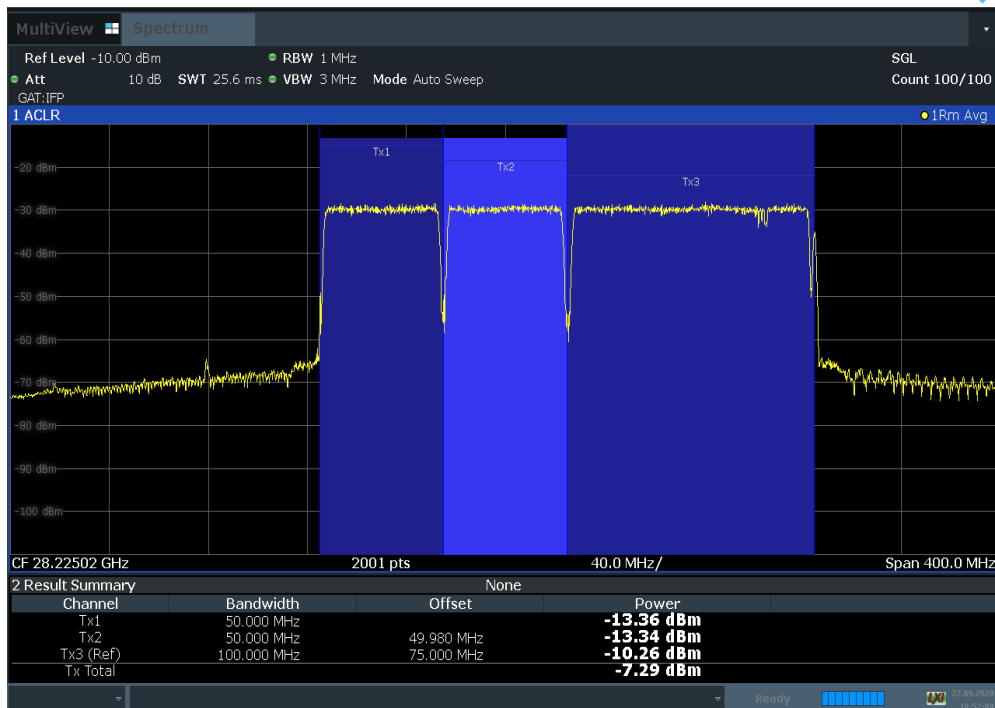 MultiView Spectrum
Ref Level -10.00 dBm RBW 1 MHz SGL
Att 10 dB SWT 25.6 ms VBW 3 MHz Mode Auto Sweep Count 100/100
GAT:IFP
1 ACLR 1Rm Avg
Tx1
Tx2
Tx3
-20 dBm
-30 dBm
-40 dBm
-50 dBm
-60 dBm
-70 dBm
-80 dBm
-90 dBm
-100 dBm
CF 28.22502 GHz 2001 pts 40.0 MHz/ Span 400.0 MHz
2 Result Summary None
Channel Bandwidth Offset Power
Tx1 50.000 MHz -13.36 dBm
Tx2 50.000 MHz 49.980 MHz -13.34 dBm
Tx3 (Ref) 100.000 MHz 75.000 MHz -10.26 dBm
Tx Total -7.29 dBm
Ready LXI 27.09.2020